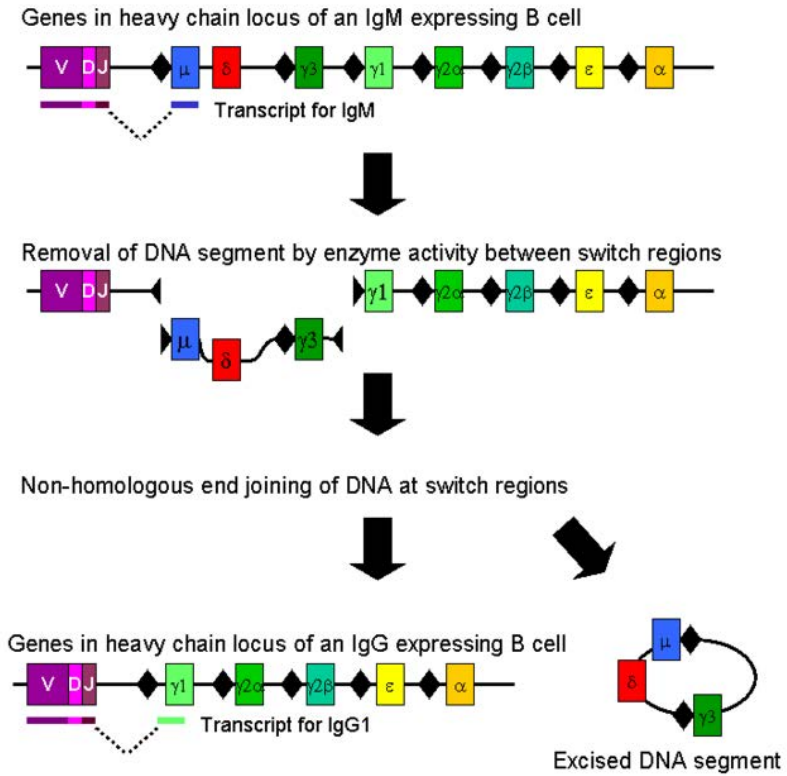 Genes in heavy chain locus of an IgM expressing B cell
V D J μ δ γ3 γ1 γ2α γ2β ε α
Transcript for IgM
Removal of DNA segment by enzyme activity between switch regions
V D J γ1 γ2α γ2β ε α
μ δ γ3
Non-homologous end joining of DNA at switch regions
Genes in heavy chain locus of an IgG expressing B cell
V D J γ1 γ2α γ2β ε α
Transcript for IgG1
μ
δ
γ3
Excised DNA segment